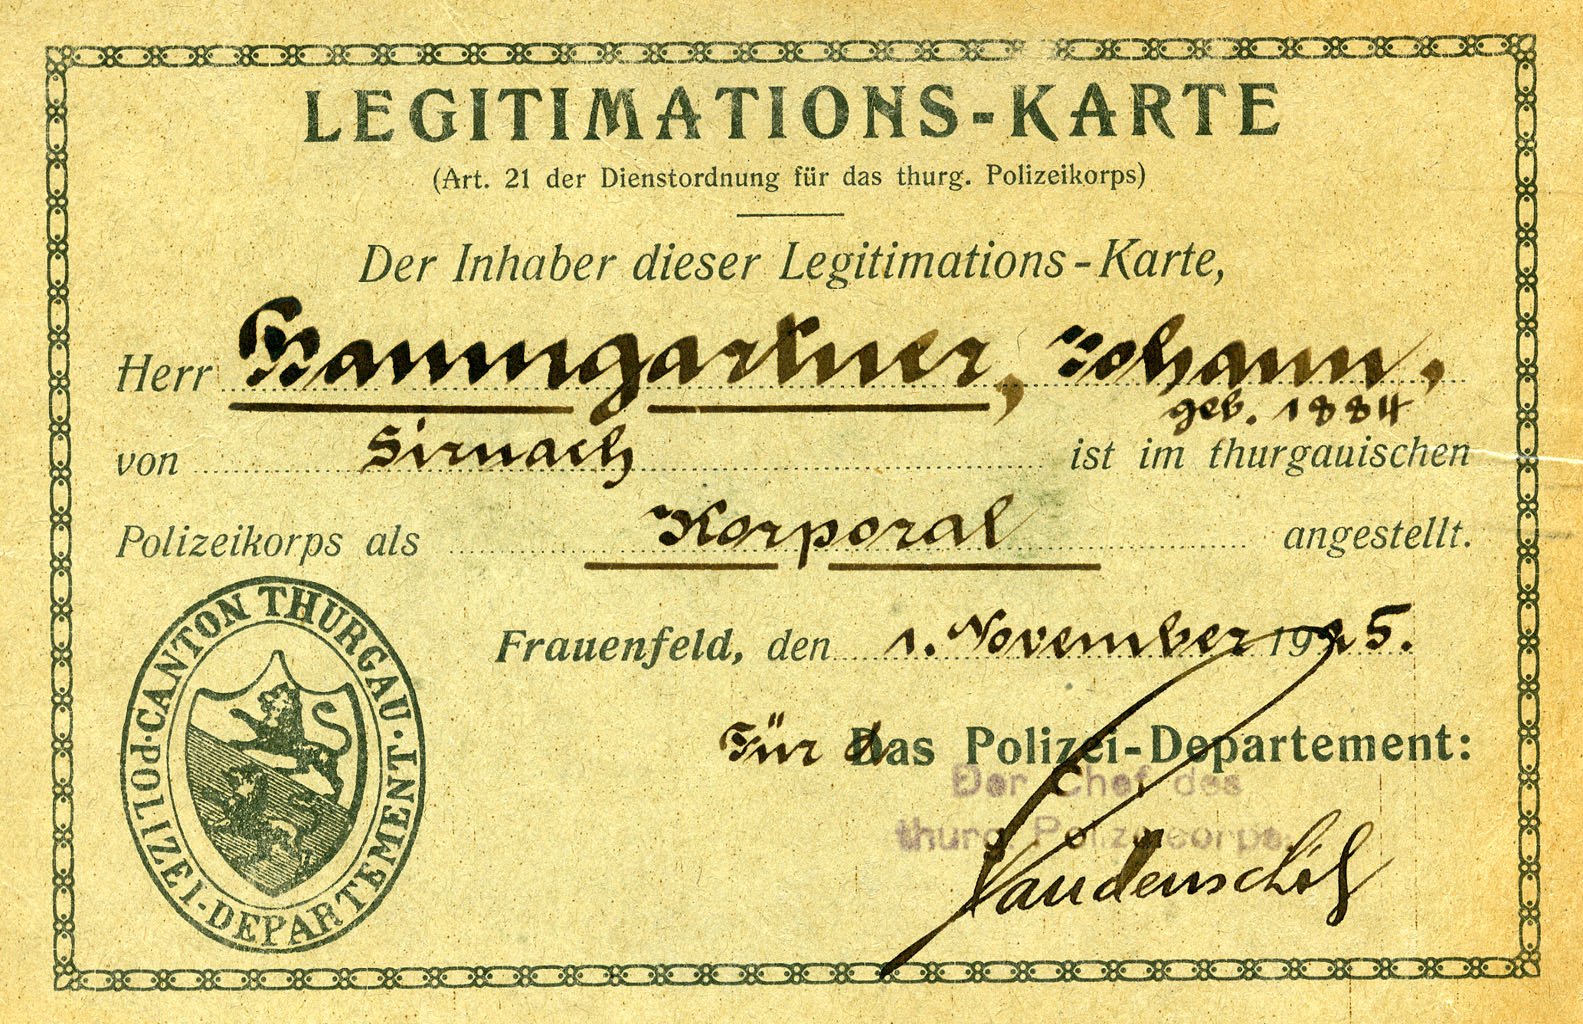 LEGITIMATIONS-KARTE
(Art. 21 der Dienstordnung für das thurg. Polizeikorps)
Der Inhaber dieser Legitimations-Karte,
Herr Baumgartner, Johann,
geb. 1884
von Sirnach ist im thurgauischen
Polizeikorps als Korporal angestellt.
Frauenfeld, den 1. November 1925.
Für das Polizei-Departement:
Der Chef des
thurg. Polizeicorps.
CANTON THURGAU · POLIZEI-DEPARTEMENT ·